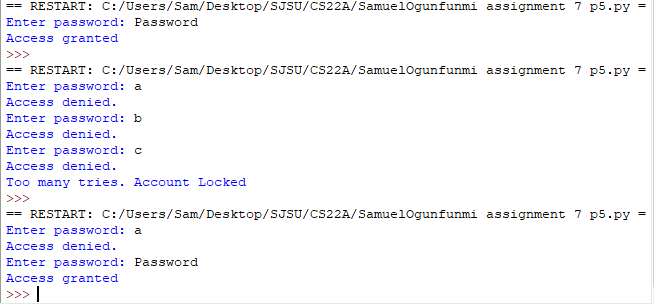 == RESTART: C:/Users/Sam/Desktop/SJSU/CS22A/SamuelOgunfunmi assignment 7 p5.py =
Enter password: Password
Access granted
>>>
== RESTART: C:/Users/Sam/Desktop/SJSU/CS22A/SamuelOgunfunmi assignment 7 p5.py =
Enter password: a
Access denied.
Enter password: b
Access denied.
Enter password: c
Access denied.
Too many tries. Account Locked
>>>
== RESTART: C:/Users/Sam/Desktop/SJSU/CS22A/SamuelOgunfunmi assignment 7 p5.py =
Enter password: a
Access denied.
Enter password: Password
Access granted
>>>